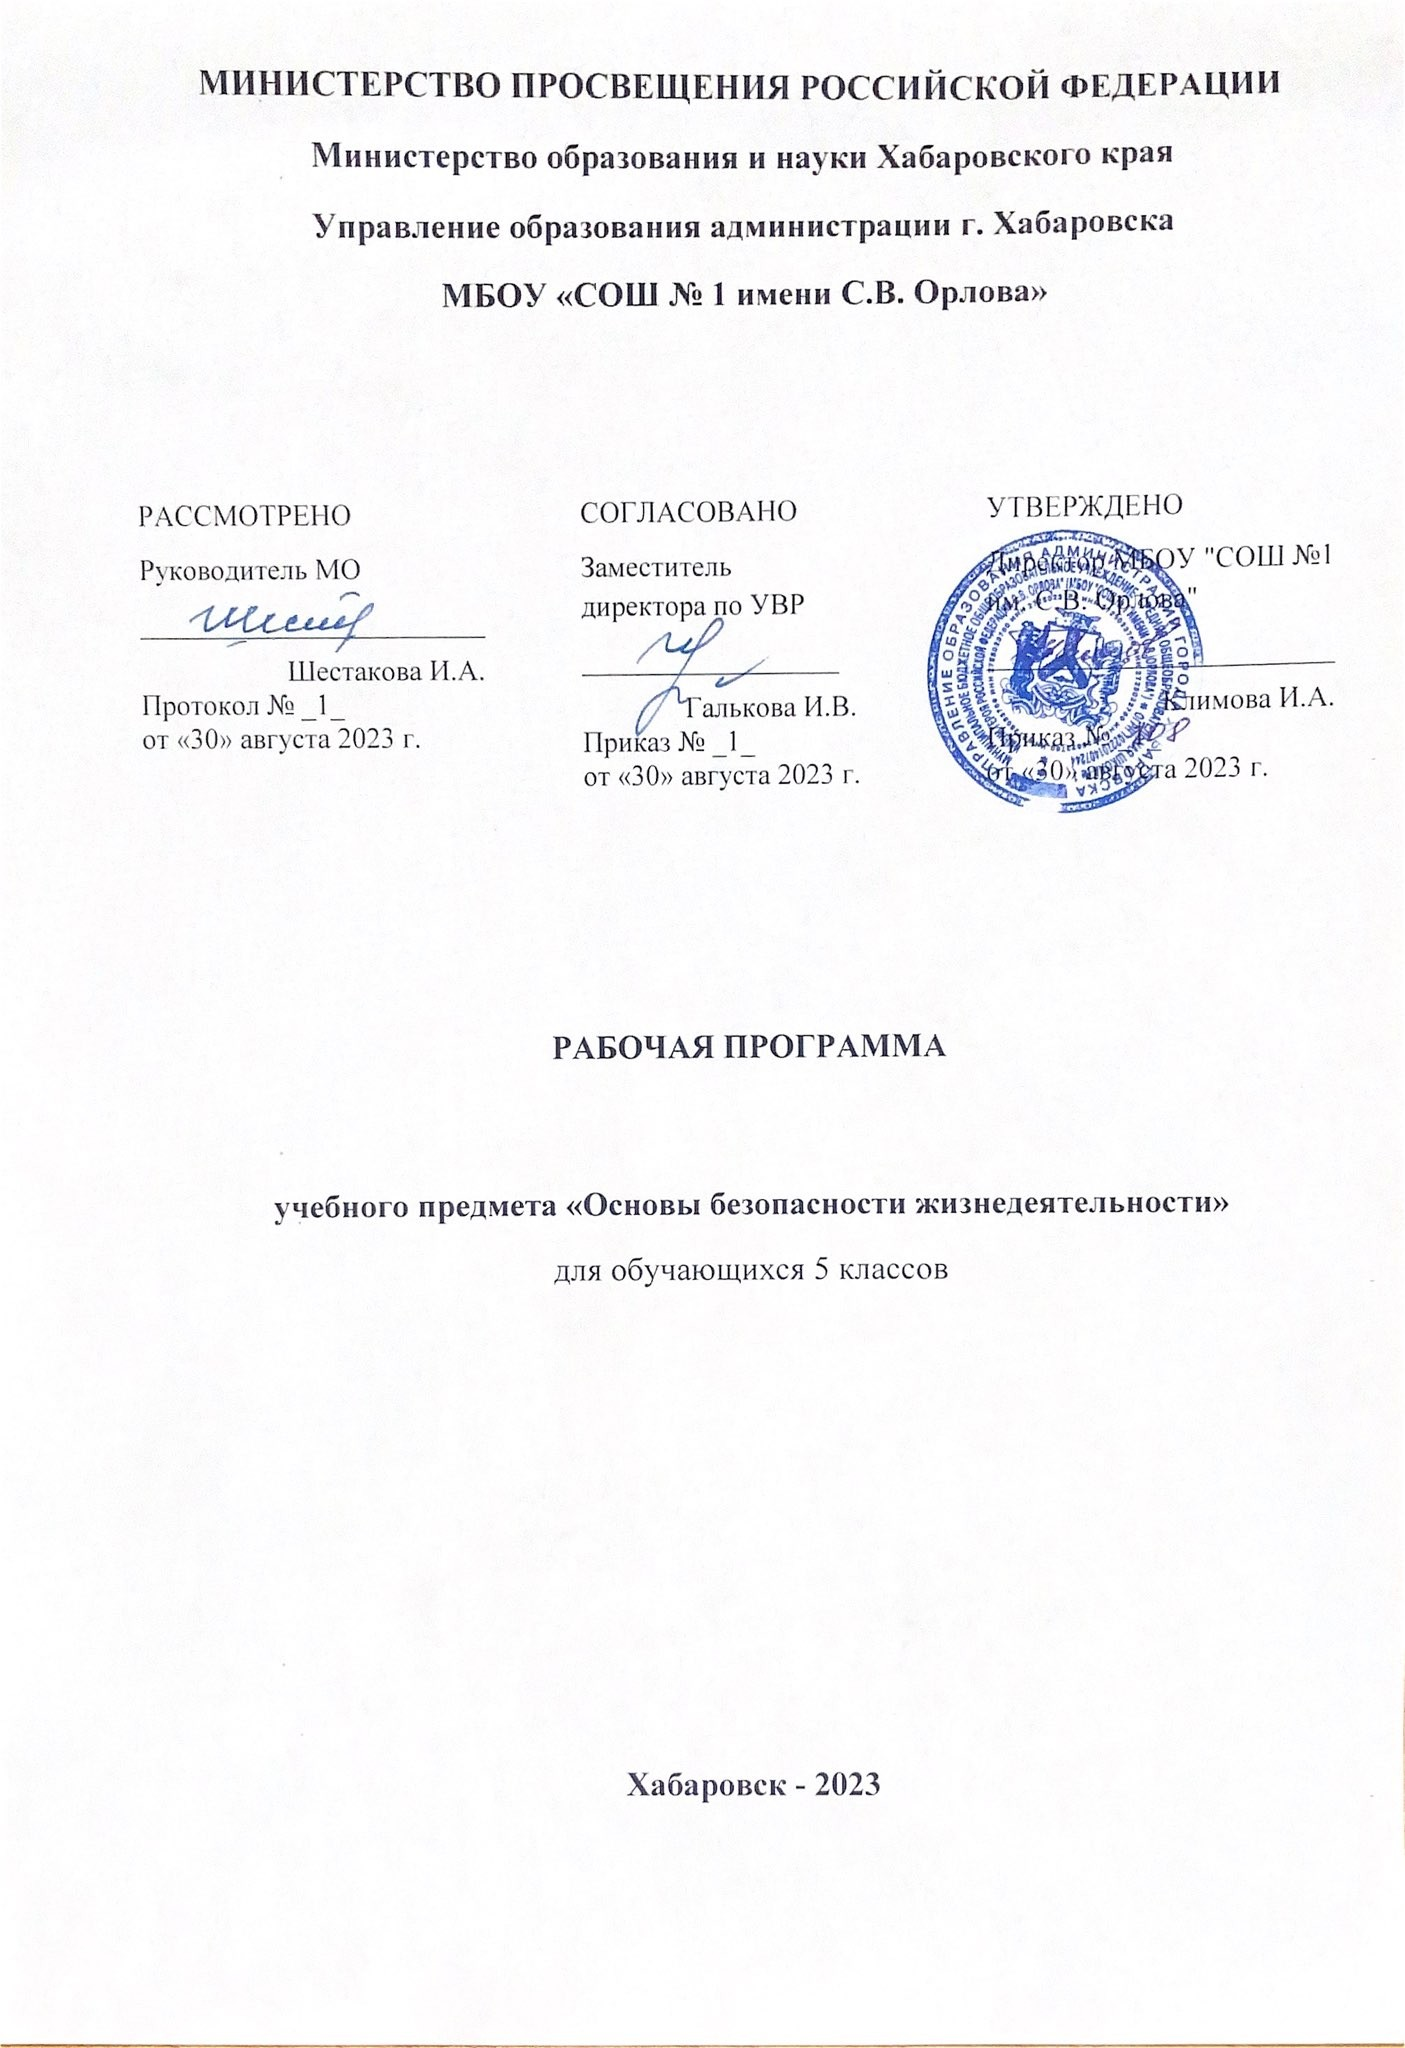 МИНИСТЕРСТВО ПРОСВЕЩЕНИЯ РОССИЙСКОЙ ФЕДЕРАЦИИ
Министерство образования и науки Хабаровского края
Управление образования администрации г. Хабаровска
МБОУ «СОШ № 1 имени С.В. Орлова»
РАССМОТРЕНО
Руководитель МО
Шестакова И.А.
Протокол № _1_
от «30» августа 2023 г.
СОГЛАСОВАНО
Заместитель
директора по УВР
Галькова И.В.
Приказ № _1_
от «30» августа 2023 г.
УТВЕРЖДЕНО
Директор МБОУ "СОШ №1
им. С.В. Орлова"
Климова И.А.
Приказ №
от «30» августа 2023 г.
РАБОЧАЯ ПРОГРАММА
учебного предмета «Основы безопасности жизнедеятельности»
для обучающихся 5 классов
Хабаровск - 2023